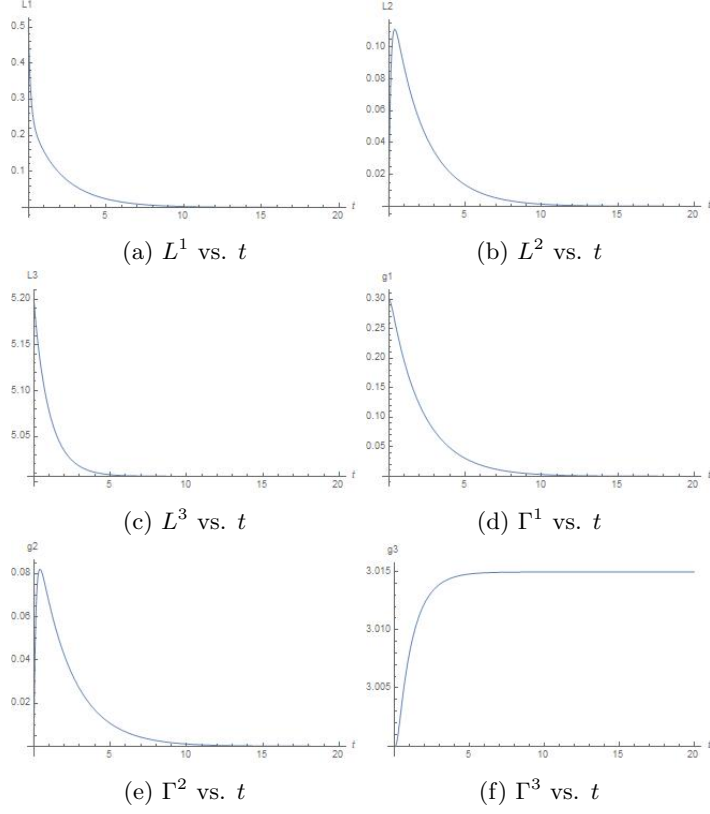 L1
0.5
0.4
0.3
0.2
0.1
5 10 15 20 t
(a) L¹ vs. t
L2
0.10
0.08
0.06
0.04
0.02
5 10 15 20 t
(b) L² vs. t
L3
5.20
5.15
5.10
5.05
5 10 15 20 t
(c) L³ vs. t
g1
0.30
0.25
0.20
0.15
0.10
0.05
5 10 15 20 t
(d) Γ¹ vs. t
g2
0.08
0.06
0.04
0.02
5 10 15 20 t
(e) Γ² vs. t
g3
3.015
3.010
3.005
5 10 15 20 t
(f) Γ³ vs. t